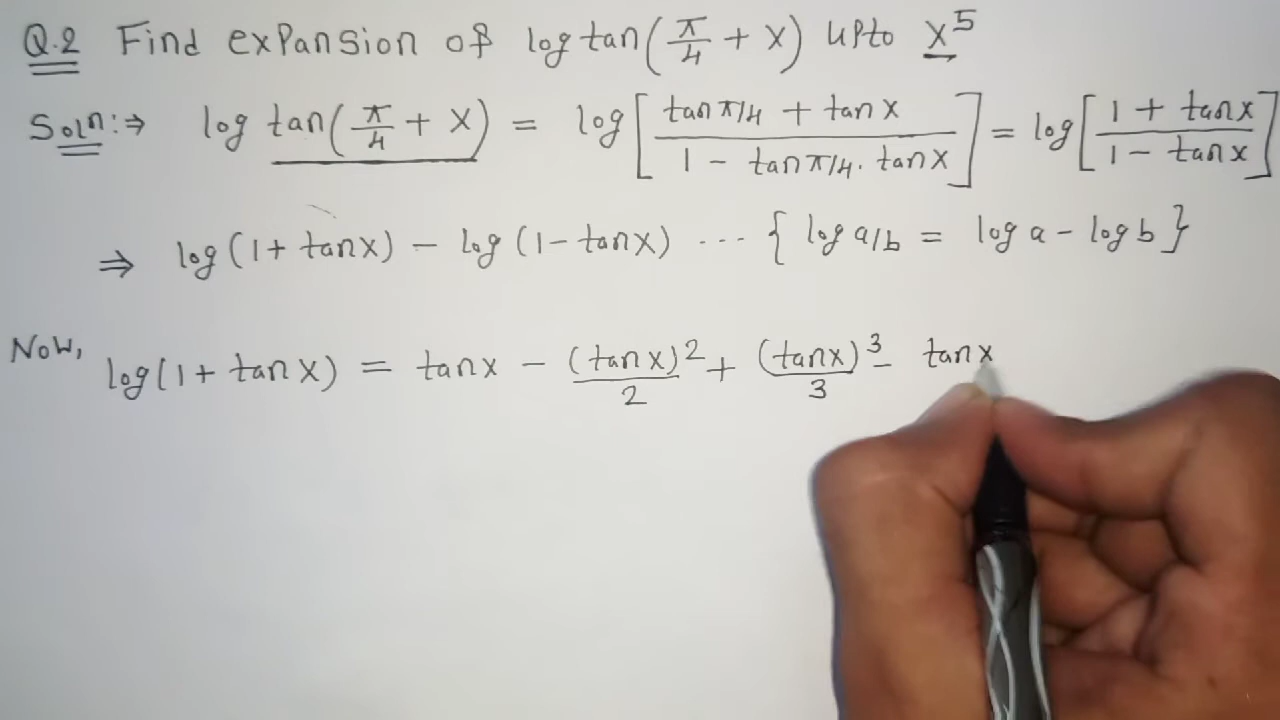 Q.2 Find expansion of log tan(π/4 + x) upto x^5
Soln:⇒ log tan(π/4 + x) = log[(tan π/4 + tan x)/(1 - tan π/4 . tan x)] = log[(1 + tan x)/(1 - tan x)]
⇒ log(1 + tan x) - log(1 - tan x) ... { log a/b = log a - log b }
Now, log(1 + tan x) = tan x - (tan x)^2/2 + (tan x)^3/3 - tan x